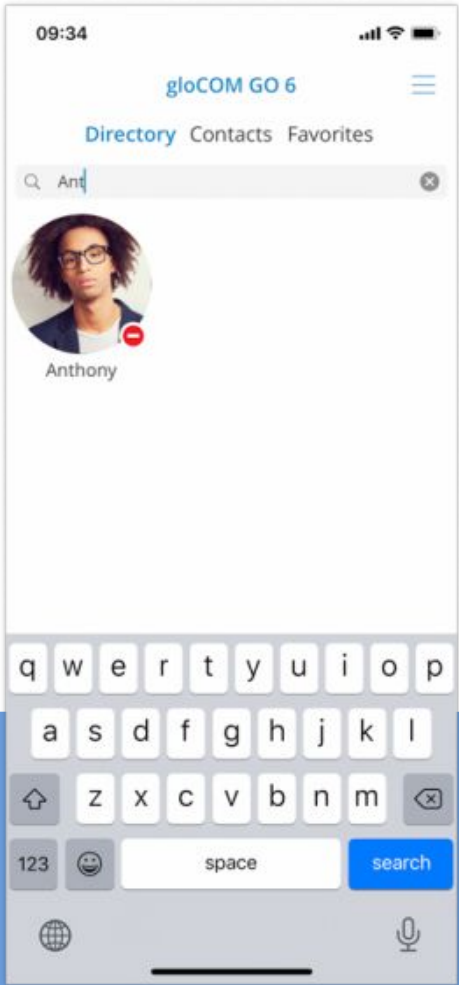 09:34
gloCOM GO 6
Directory Contacts Favorites
Ant
Anthony
q w e r t y u i o p
a s d f g h j k l
z x c v b n m
123 space search